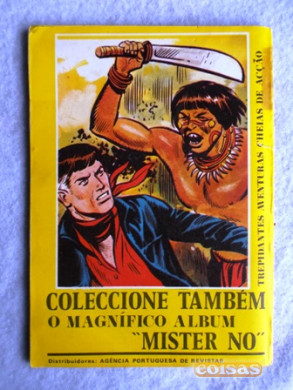 TREPIDANTES AVENTURAS CHEIAS DE ACÇÃO
COLECCIONE TAMBÉM
O MAGNÍFICO ALBUM
"MISTER NO"
Distribuidores: AGÊNCIA PORTUGUESA DE REVISTAS
coisas